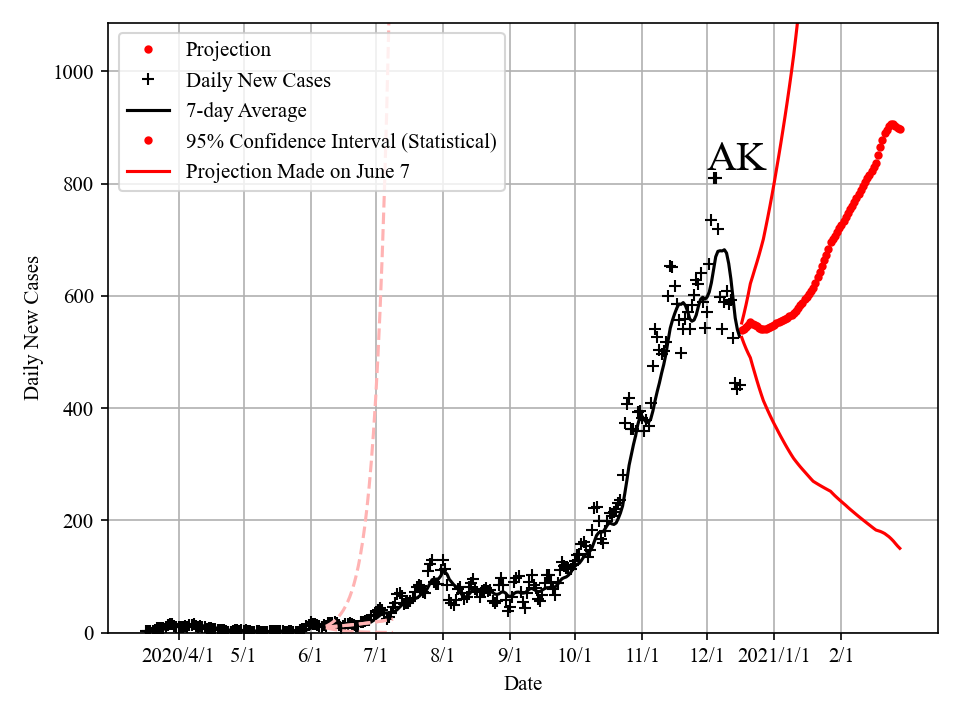 Projection
Daily New Cases
7-day Average
95% Confidence Interval (Statistical)
Projection Made on June 7
AK
1000
800
600
400
200
0
Daily New Cases
2020/4/1 5/1 6/1 7/1 8/1 9/1 10/1 11/1 12/1 2021/1/1 2/1
Date